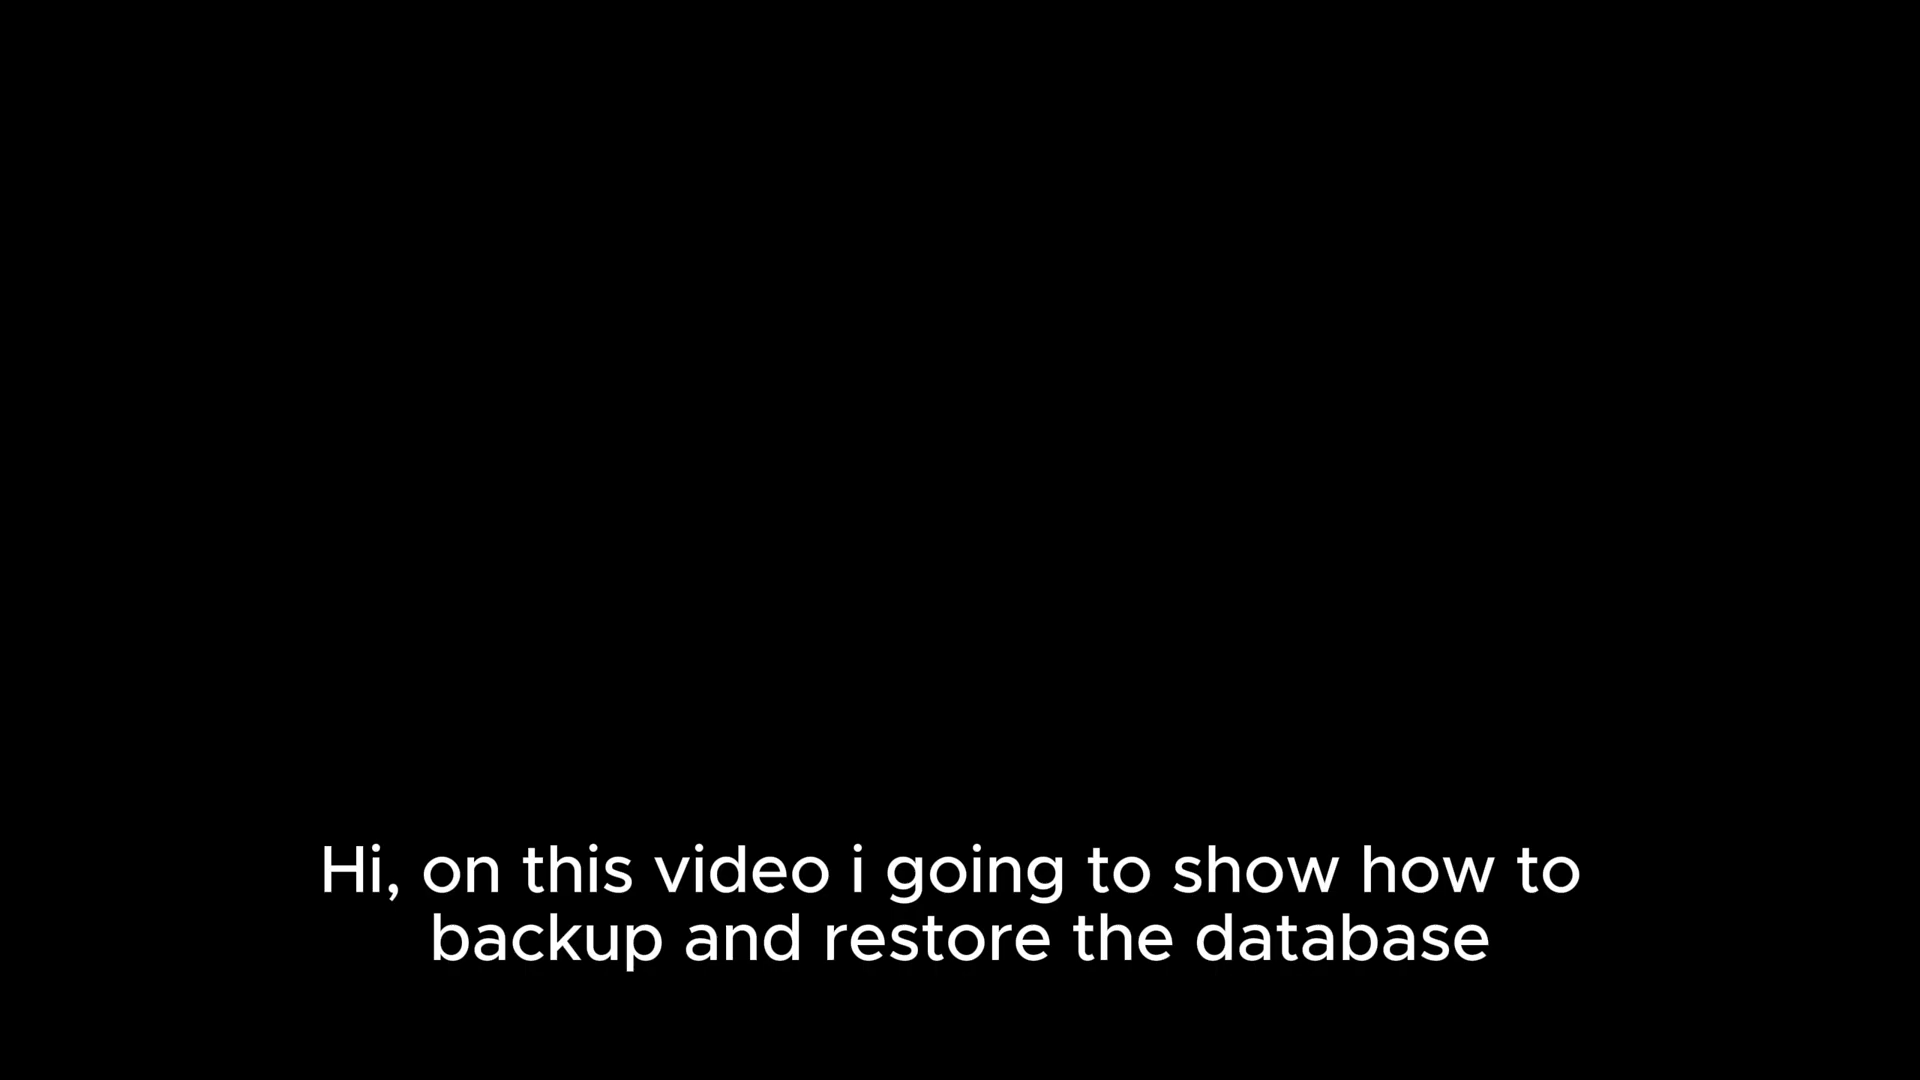 Hi, on this video i going to show how to
backup and restore the database